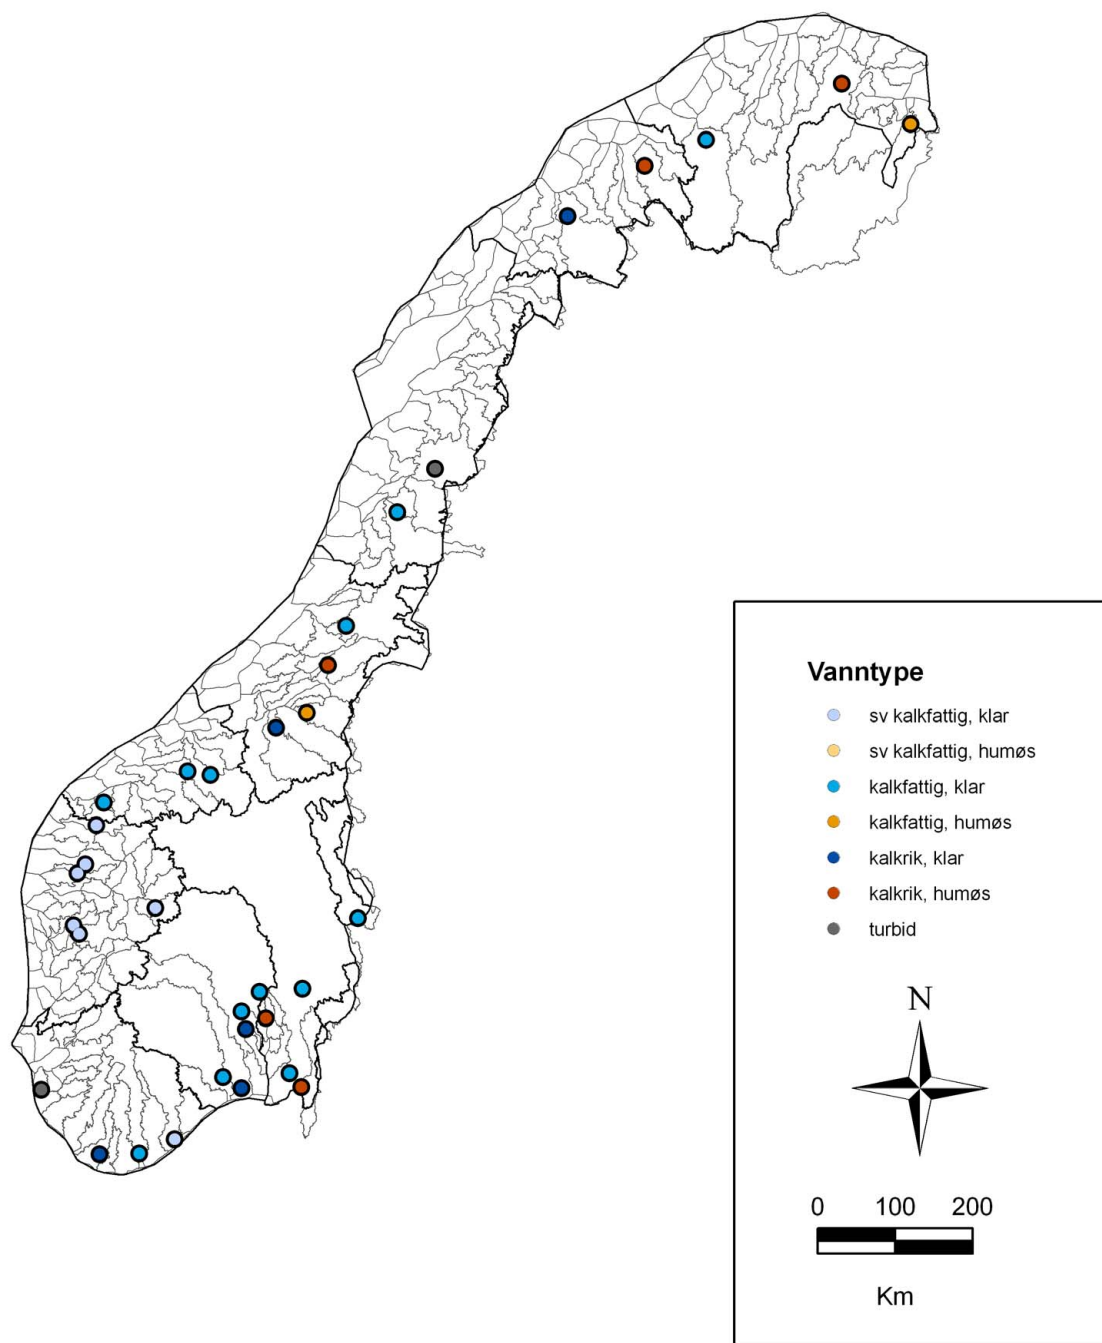 Vanntype
sv kalkfattig, klar
sv kalkfattig, humøs
kalkfattig, klar
kalkfattig, humøs
kalkrik, klar
kalkrik, humøs
turbid
N
0 100 200
Km